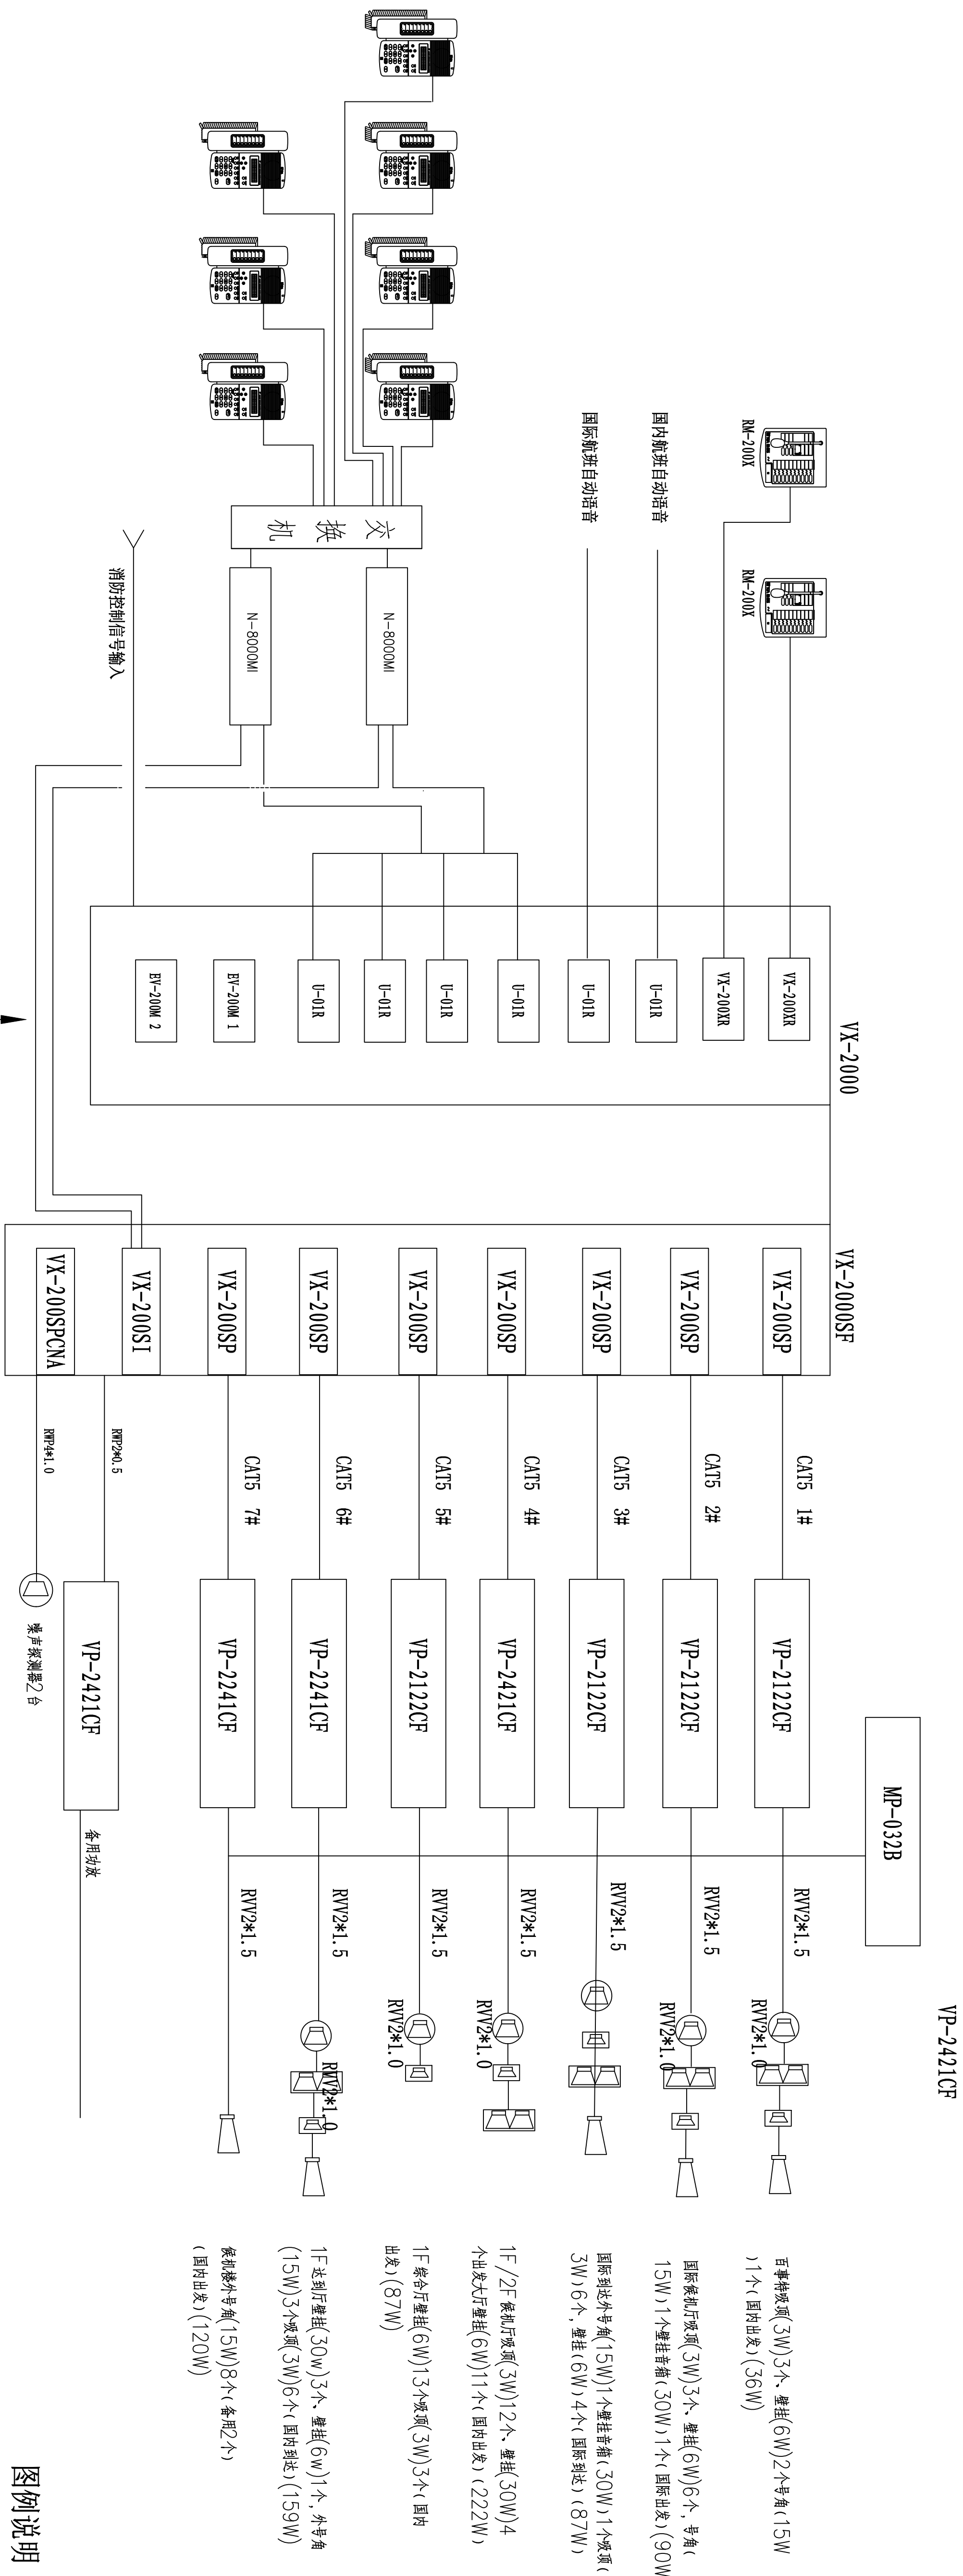 VP-2421CF
MP-032B
RM-200X
RM-200X
国内航班自动语音
国际航班自动语音
交换机
N-8000MI
N-8000MI
消防控制信号输入
VX-2000
VX-200XR
VX-200XR
U-01R
U-01R
U-01R
U-01R
U-01R
U-01R
EV-200M 1
EV-200M 2
VX-2000SF
VX-200SP
VX-200SP
VX-200SP
VX-200SP
VX-200SP
VX-200SP
VX-200SP
VX-200SI
VX-200SPCNA
CAT5 1#
CAT5 2#
CAT5 3#
CAT5 4#
CAT5 5#
CAT5 6#
CAT5 7#
RWP2*0.5
RWP4*1.0
VP-2122CF
VP-2122CF
VP-2122CF
VP-2421CF
VP-2122CF
VP-2241CF
VP-2241CF
VP-2421CF
噪声探测器2台
备用功放
RVV2*1.5
RVV2*1.5
RVV2*1.5
RVV2*1.5
RVV2*1.5
RVV2*1.5
RVV2*1.5
RVV2*1.0
RVV2*1.0
RVV2*1.0
RVV2*1.0
RVV2*1.0
百事特吸顶(3W)3个、壁挂(6W)2个号角(15W
)1个(国内出发)(36W)
国际候机厅吸顶(3W)3个、壁挂(6W)6个,号角(
15W)1个壁挂音箱(30W)1个(国际出发)(90W
国际到达外号角(15W)1个壁挂音箱(30W)1个吸顶(
3W)6个,壁挂(6W)4个(国际到达)(87W)
1F/2F候机厅吸顶(3W)12个、壁挂(30W)4
个出发大厅壁挂(6W)11个(国内出发)(222W)
1F综合厅壁挂(6W)13个吸顶(3W)3个(国内
出发)(87W)
1F达到厅壁挂(30w)3个、壁挂(6w)1个,外号角
(15W)3个吸顶(3W)6个(国内到达)(159W)
候机楼外号角(15W)8个(备用2个)
(国内出发)(120W)
图例说明